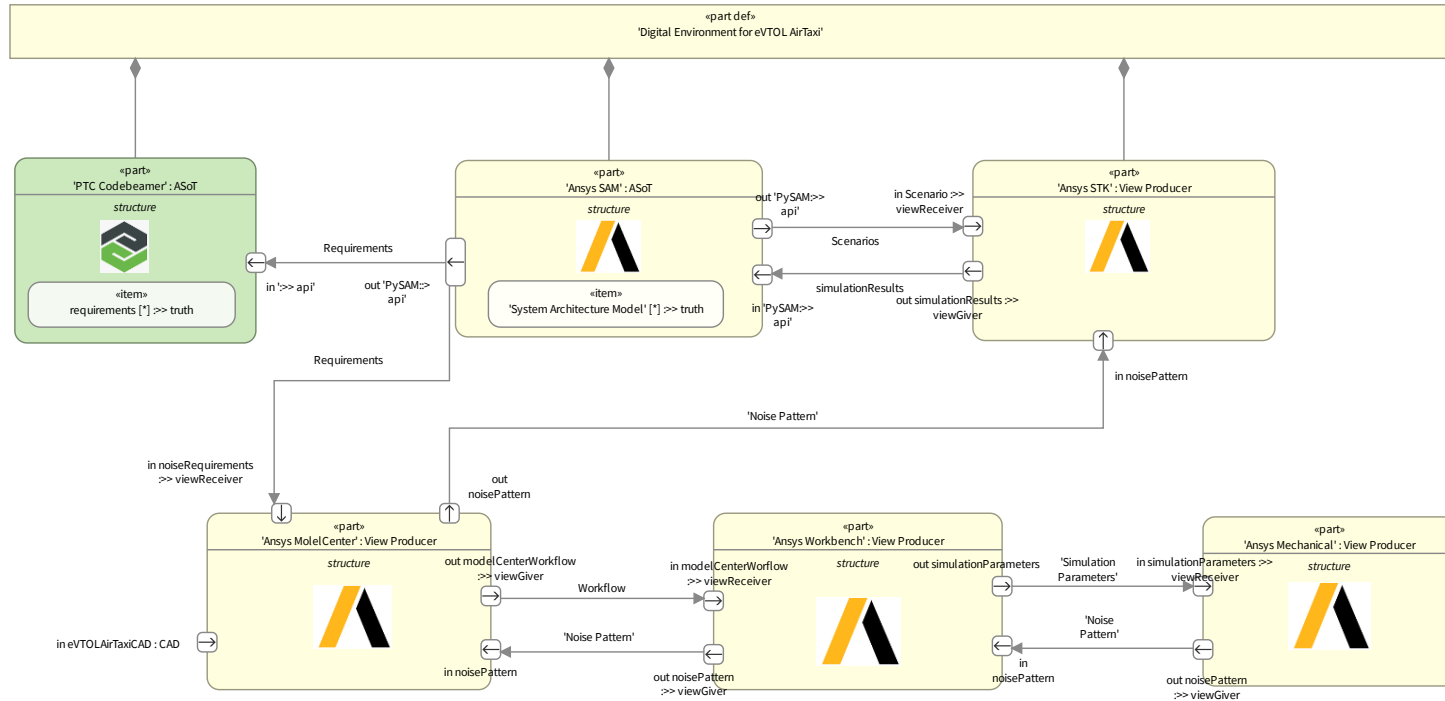 «part def»
'Digital Environment for eVTOL AirTaxi'
«part»
'PTC Codebeamer' : ASoT
structure
«item»
requirements [*] :>> truth
Requirements
in ':>> api'
out 'PySAM::>
api'
«part»
'Ansys SAM' : ASoT
structure
«item»
'System Architecture Model' [*] :>> truth
out 'PySAM:>>
api'
in Scenario :>>
viewReceiver
Scenarios
simulationResults
in 'PySAM:>>
api'
out simulationResults :>>
viewGiver
«part»
'Ansys STK' : View Producer
structure
in noisePattern
Requirements
'Noise Pattern'
in noiseRequirements
:>> viewReceiver
out
noisePattern
«part»
'Ansys MolelCenter' : View Producer
structure
in eVTOLAirTaxiCAD : CAD
out modelCenterWorkflow
:>> viewGiver
Workflow
in modelCenterWorflow
:>> viewReceiver
'Noise Pattern'
in noisePattern
out noisePattern
:>> viewGiver
«part»
'Ansys Workbench' : View Producer
structure
out simulationParameters
'Simulation
Parameters'
in simulationParameters :>>
viewReceiver
'Noise
Pattern'
in
noisePattern
out noisePattern
:>> viewGiver
«part»
'Ansys Mechanical' : View Producer
structure